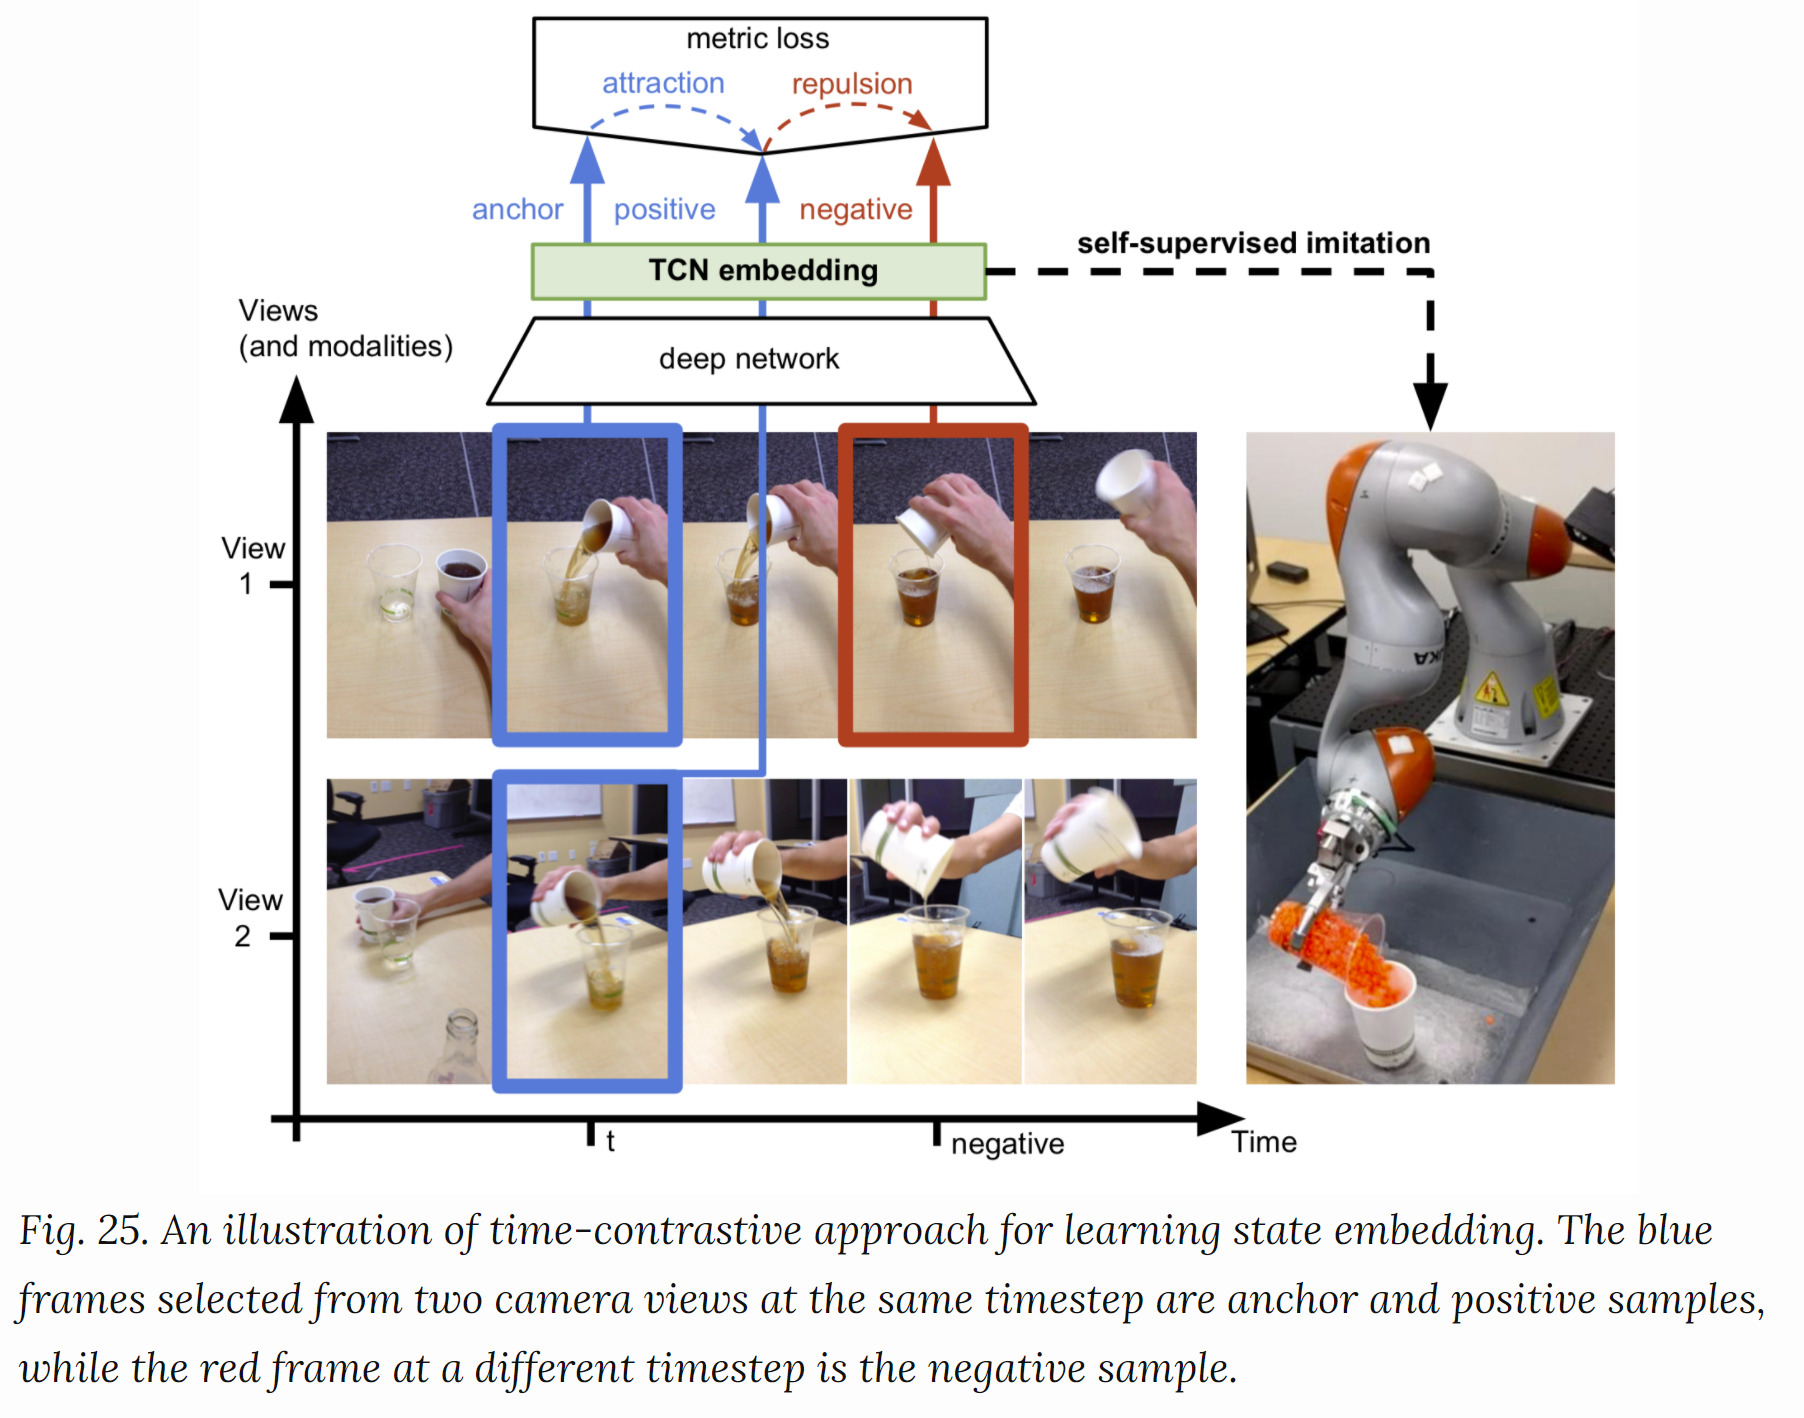 metric loss
attraction
repulsion
anchor
positive
negative
self-supervised imitation
TCN embedding
Views
(and modalities)
deep network
View
1
View
2
t
negative
Time
Fig. 25. An illustration of time-contrastive approach for learning state embedding. The blue
frames selected from two camera views at the same timestep are anchor and positive samples,
while the red frame at a different timestep is the negative sample.